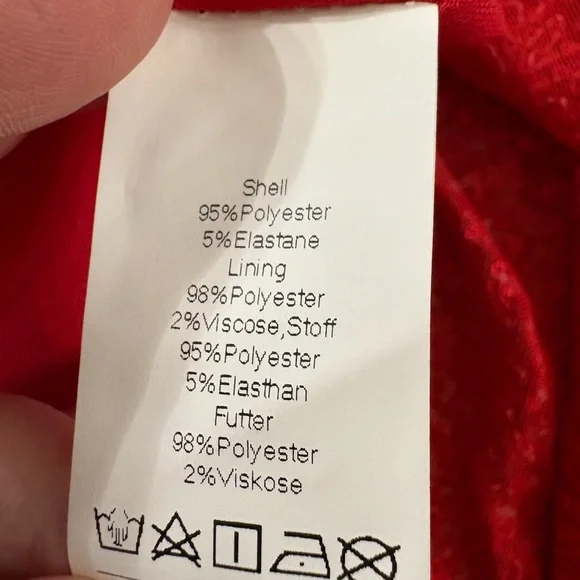 Shell
95%Polyester
5%Elastane
Lining
98%Polyester
2%Viscose,Stoff
95%Polyester
5%Elasthan
Futter
98%Polyester
2%Viskose